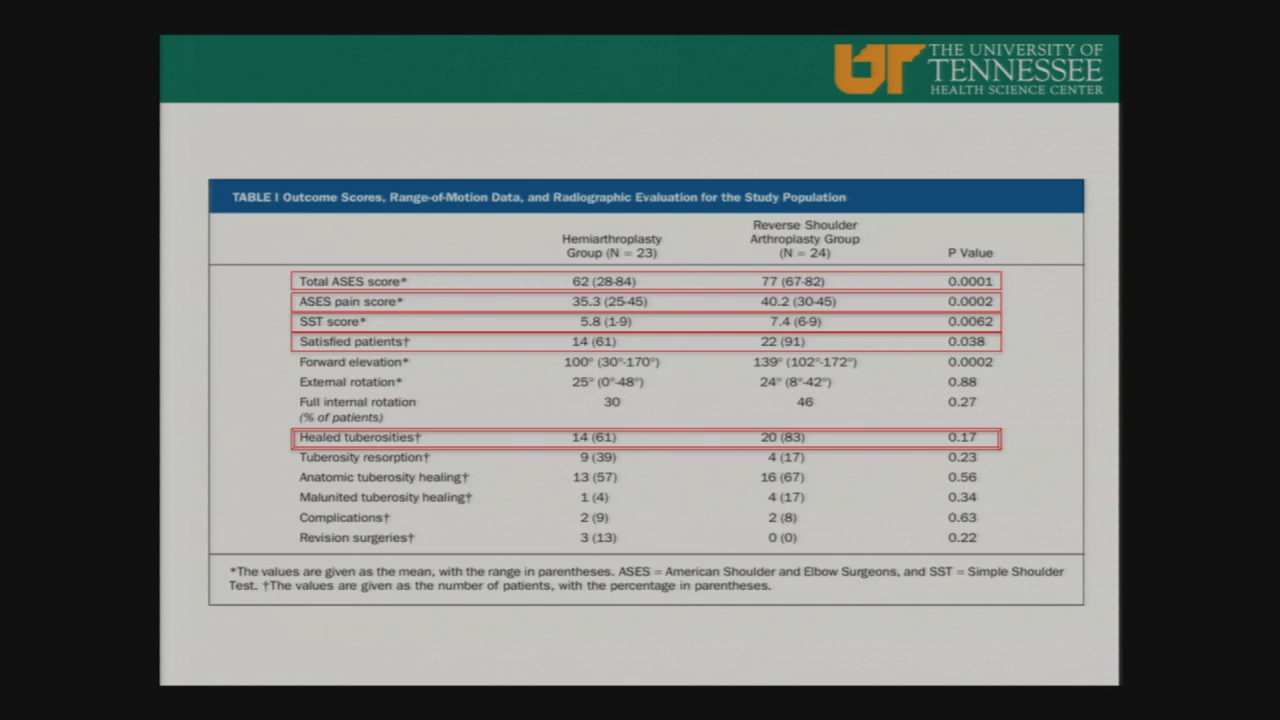 UT THE UNIVERSITY OF
TENNESSEE
HEALTH SCIENCE CENTER
TABLE I Outcome Scores, Range-of-Motion Data, and Radiographic Evaluation for the Study Population
Hemiarthroplasty Group (N = 23) Reverse Shoulder Arthroplasty Group (N = 24) P Value
Total ASES score* 62 (28-84) 77 (67-82) 0.0001
ASES pain score* 35.3 (25-45) 40.2 (30-45) 0.0002
SST score* 5.8 (1-9) 7.4 (6-9) 0.0062
Satisfied patients† 14 (61) 22 (91) 0.038
Forward elevation* 100° (30°-170°) 139° (102°-172°) 0.0002
External rotation* 25° (0°-48°) 24° (8°-42°) 0.88
Full internal rotation 30 46 0.27
(% of patients)
Healed tuberosities† 14 (61) 20 (83) 0.17
Tuberosity resorption† 9 (39) 4 (17) 0.23
Anatomic tuberosity healing† 13 (57) 16 (67) 0.56
Malunited tuberosity healing† 1 (4) 4 (17) 0.34
Complications† 2 (9) 2 (8) 0.63
Revision surgeries† 3 (13) 0 (0) 0.22
*The values are given as the mean, with the range in parentheses. ASES = American Shoulder and Elbow Surgeons, and SST = Simple Shoulder
Test. †The values are given as the number of patients, with the percentage in parentheses.